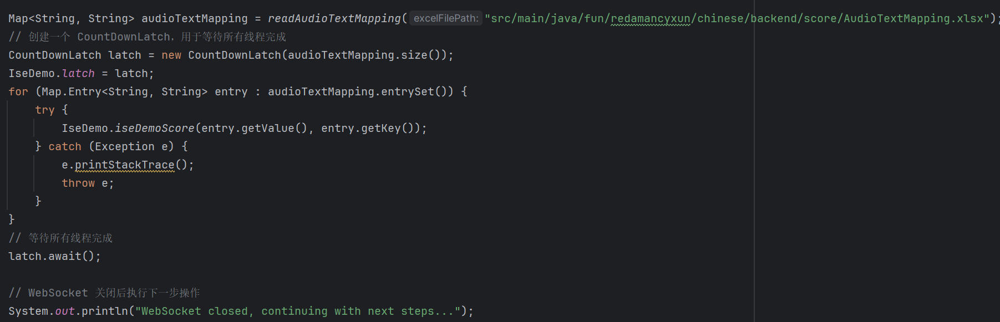 Map<String, String> audioTextMapping = readAudioTextMapping( excelFilePath: "src/main/java/fun/redamancyxun/chinese/backend/score/AudioTextMapping.xlsx");
// 创建一个 CountDownLatch，用于等待所有线程完成
CountDownLatch latch = new CountDownLatch(audioTextMapping.size());
IseDemo.latch = latch;
for (Map.Entry<String, String> entry : audioTextMapping.entrySet()) {
    try {
        IseDemo.iseDemoScore(entry.getValue(), entry.getKey());
    } catch (Exception e) {
        e.printStackTrace();
        throw e;
    }
}
// 等待所有线程完成
latch.await();
// WebSocket 关闭后执行下一步操作
System.out.println("WebSocket closed, continuing with next steps...");